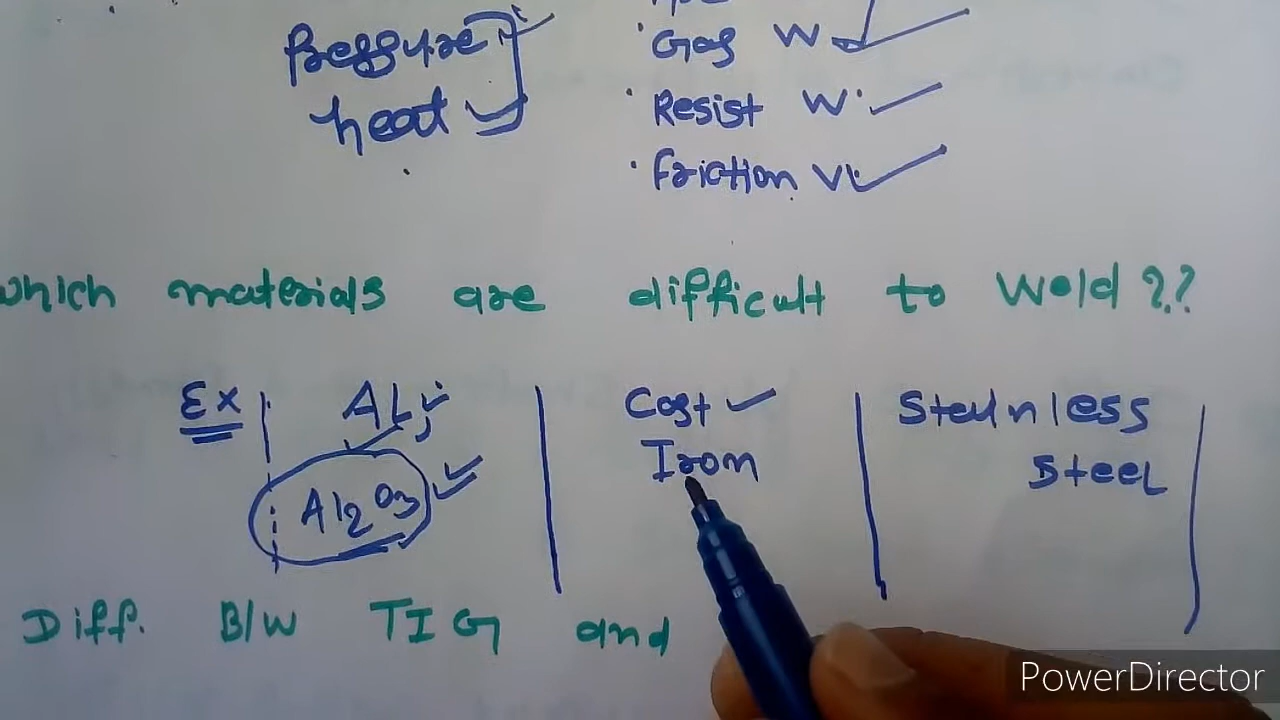 Pressure
heat
Gas W
Resist W.
Friction W
which materials are difficult to Weld??
Ex
AL,
Al2O3
Cast
Iron
Stainless
Steel
Diff. B/W TIG and
PowerDirector